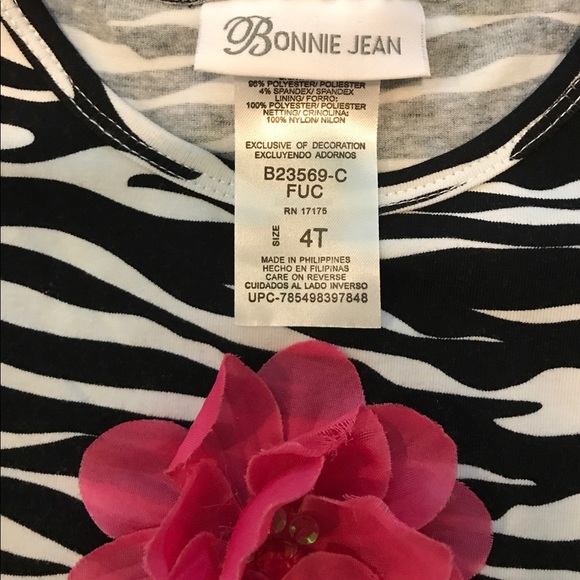 BONNIE JEAN
96% POLYESTER/ POLIESTER
4% SPANDEX/ SPANDEX
LINING/ FORRO:
100% POLYESTER/ POLIESTER
NETTING/ CRINOLINA:
100% NYLON/ NILON
EXCLUSIVE OF DECORATION
EXCLUYENDO ADORNOS
B23569-C
FUC
RN 17175
SIZE 4T
MADE IN PHILIPPINES
HECHO EN FILIPINAS
CARE ON REVERSE
CUIDADOS AL LADO INVERSO
UPC-785498397848